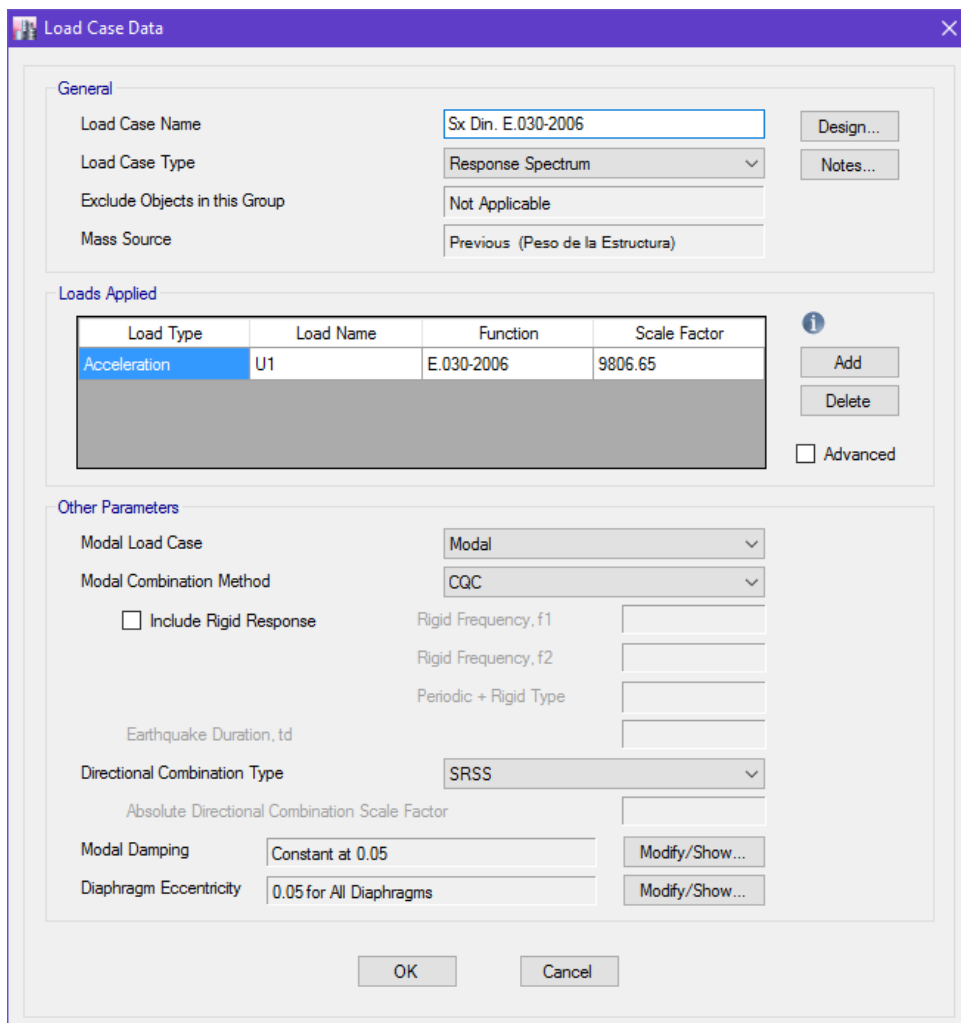 Load Case Data
General
Load Case Name Sx Din. E.030-2006 Design...
Load Case Type Response Spectrum Notes...
Exclude Objects in this Group Not Applicable
Mass Source Previous (Peso de la Estructura)
Loads Applied
Load Type Load Name Function Scale Factor
Acceleration U1 E.030-2006 9806.65 Add
Delete
Advanced
Other Parameters
Modal Load Case Modal
Modal Combination Method CQC
Include Rigid Response Rigid Frequency, f1
Rigid Frequency, f2
Periodic + Rigid Type
Earthquake Duration, td
Directional Combination Type SRSS
Absolute Directional Combination Scale Factor
Modal Damping Constant at 0.05 Modify/Show...
Diaphragm Eccentricity 0.05 for All Diaphragms Modify/Show...
OK Cancel